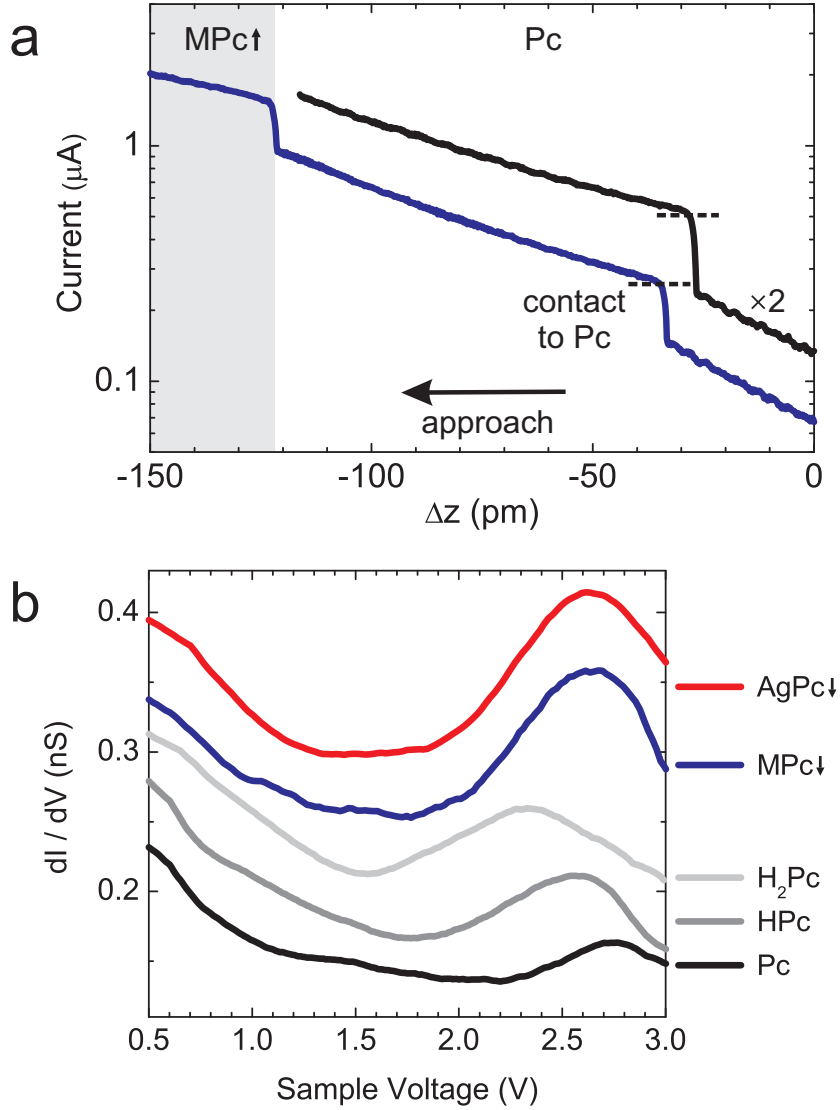 a
MPc↑
Pc
Current (μA)
1
0.1
×2
contact
to Pc
approach
-150
-100
-50
0
Δz (pm)
b
dI / dV (nS)
0.4
0.3
0.2
AgPc↓
MPc↓
H₂Pc
HPc
Pc
0.5
1.0
1.5
2.0
2.5
3.0
Sample Voltage (V)